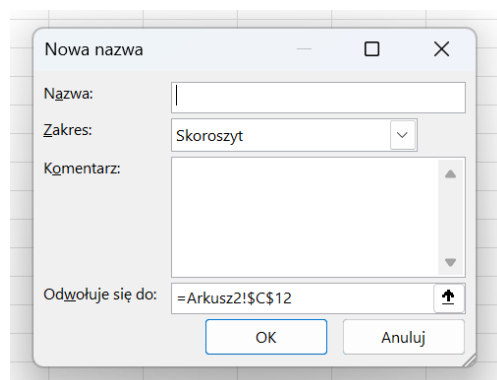 Nowa nazwa
Nazwa:
Zakres: Skoroszyt
Komentarz:
Odwołuje się do: =Arkusz2!$C$12
OK Anuluj